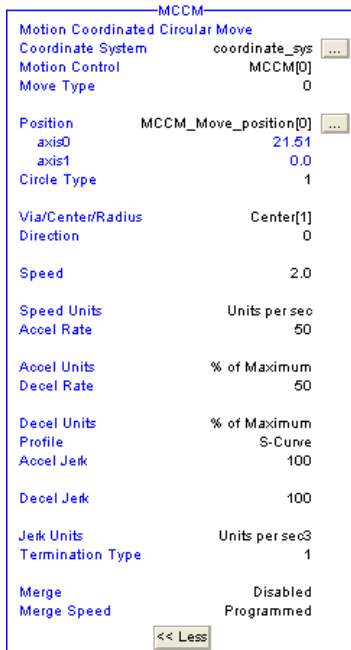 MCCM
Motion Coordinated Circular Move
Coordinate System coordinate_sys ...
Motion Control MCCM[0]
Move Type 0
Position MCCM_Move_position[0] ...
axis0 21.51
axis1 0.0
Circle Type 1
Via/Center/Radius Center[1]
Direction 0
Speed 2.0
Speed Units Units per sec
Accel Rate 50
Accel Units % of Maximum
Decel Rate 50
Decel Units % of Maximum
Profile S-Curve
Accel Jerk 100
Decel Jerk 100
Jerk Units Units per sec3
Termination Type 1
Merge Disabled
Merge Speed Programmed
<< Less